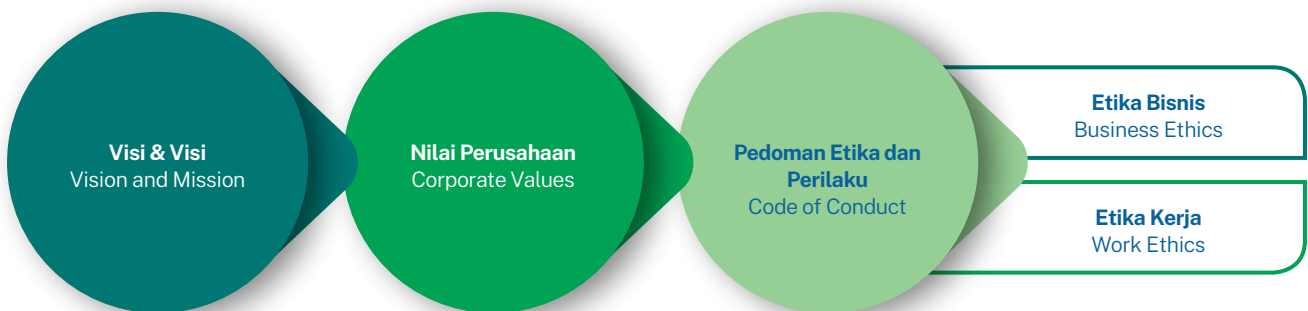 Visi & Visi
Vision and Mission
Nilai Perusahaan
Corporate Values
Pedoman Etika dan
Perilaku
Code of Conduct
Etika Bisnis
Business Ethics
Etika Kerja
Work Ethics